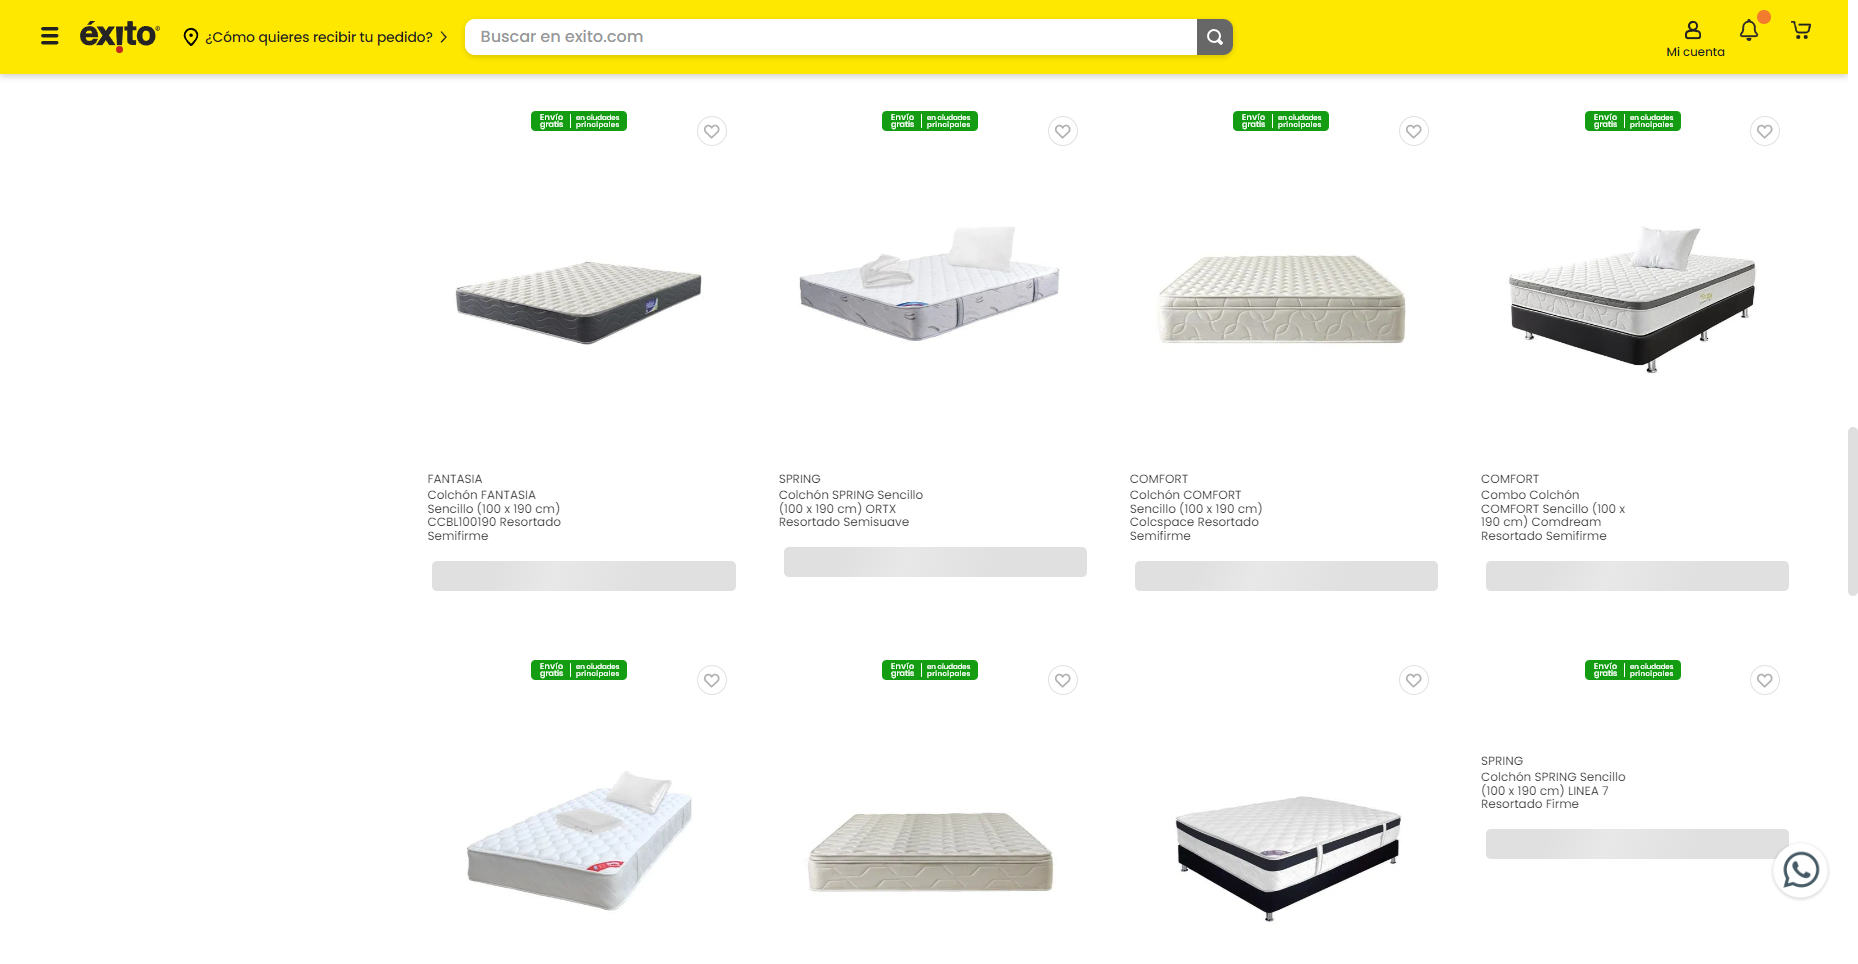 éxito
¿Cómo quieres recibir tu pedido?
Buscar en exito.com
Mi cuenta
Envío gratis | en ciudades principales
Envío gratis | en ciudades principales
Envío gratis | en ciudades principales
Envío gratis | en ciudades principales
FANTASIA
Colchón FANTASIA
Sencillo (100 x 190 cm)
CCBL100190 Resortado
Semifirme
SPRING
Colchón SPRING Sencillo
(100 x 190 cm) ORTX
Resortado Semisuave
COMFORT
Colchón COMFORT
Sencillo (100 x 190 cm)
Colcspace Resortado
Semifirme
COMFORT
Combo Colchón
COMFORT Sencillo (100 x
190 cm) Comdream
Resortado Semifirme
Envío gratis | en ciudades principales
Envío gratis | en ciudades principales
Envío gratis | en ciudades principales
SPRING
Colchón SPRING Sencillo
(100 x 190 cm) LINEA 7
Resortado Firme